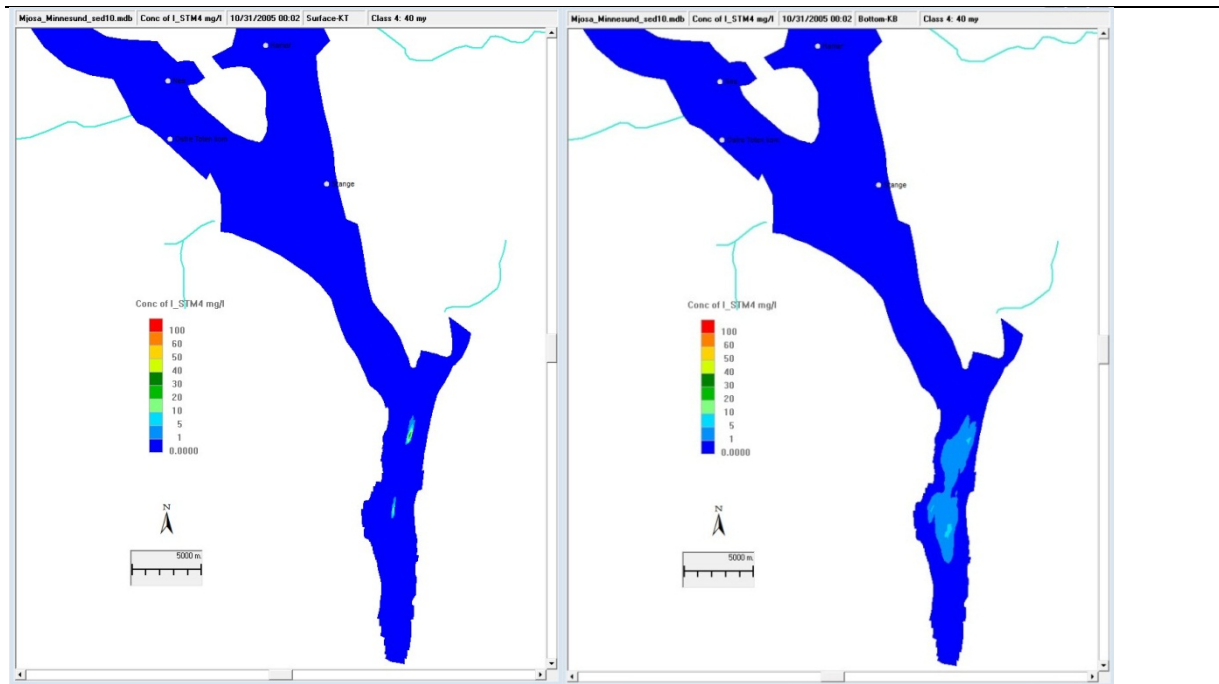 Mjosa_Minnesund_sed10.mdb Conc of I_STM4 mg/l 10/31/2005 00:02 Surface-KT Class 4: 40 my
Conc of I_STM4 mg/l
100
60
50
40
30
20
10
5
1
0.0000
N
5000 m.
Mjosa_Minnesund_sed10.mdb Conc of I_STM4 mg/l 10/31/2005 00:02 Bottom-KB Class 4: 40 my
Conc of I_STM4 mg/l
100
60
50
40
30
20
10
5
1
0.0000
N
5000 m.